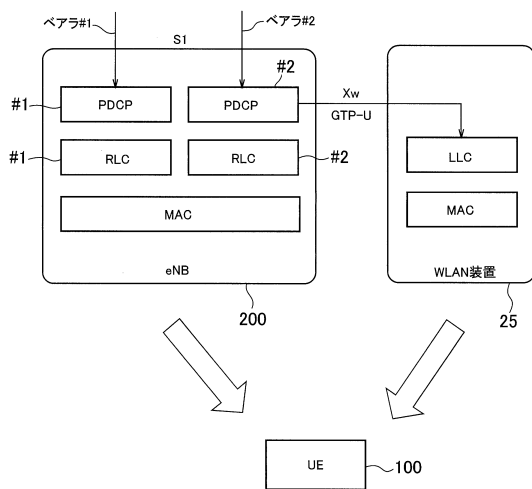 ベアラ#1
ベアラ#2
S1
#2
#1
PDCP
PDCP
Xw
GTP-U
#1
RLC
RLC
#2
LLC
MAC
MAC
eNB
WLAN装置
200
25
UE
100